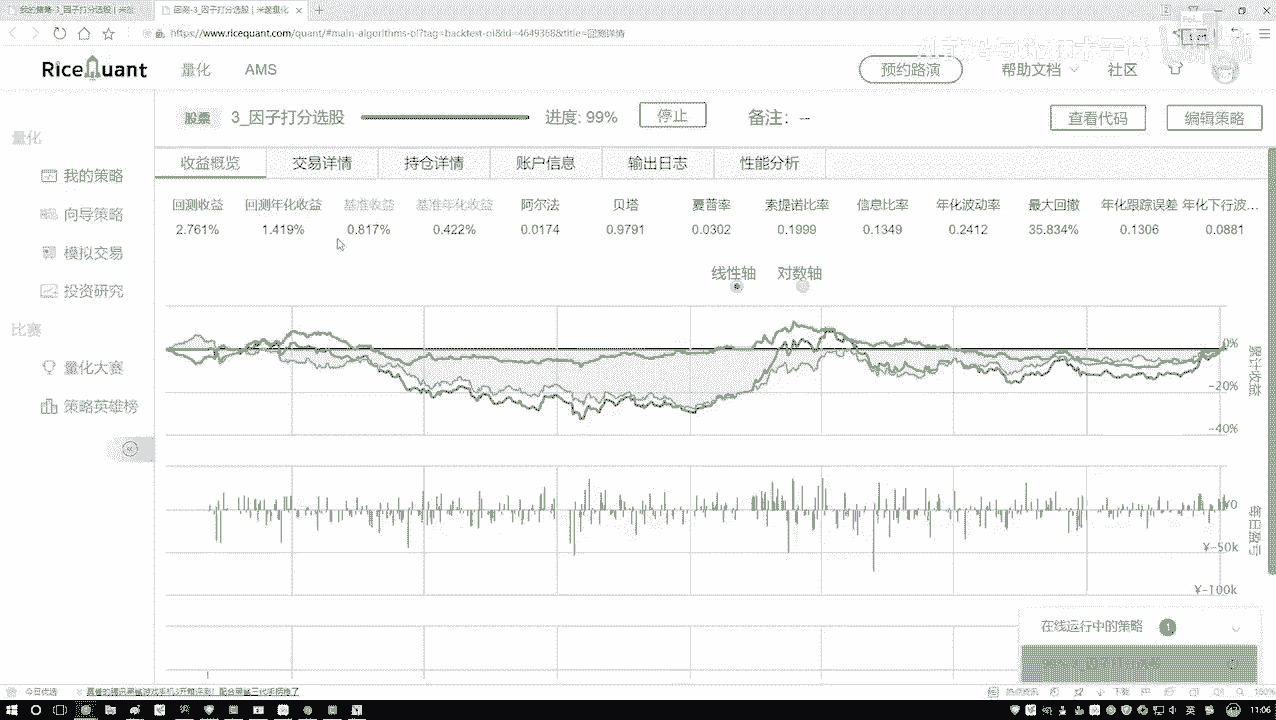 我的策略-3_因子打分选股 | 米筐
回测-3_因子打分选股 | 米筐量化
https://www.ricequant.com/quant/#main-algorithms-ol?tag=backtest-ol&id=4649368&title=回测详情
RiceQuant 量化 AMS 预约路演 帮助文档 社区
股票 3_因子打分选股 进度: 99% 停止 备注: -- 查看代码 编辑策略
量化
我的策略
向导策略
模拟交易
投资研究
比赛
量化大赛
策略英雄榜
收益概览 交易详情 持仓详情 账户信息 输出日志 性能分析
回测收益 回测年化收益 基准收益 基准年化收益 阿尔法 贝塔 夏普率 索提诺比率 信息比率 年化波动率 最大回撤 年化跟踪误差 年化下行波...
2.761% 1.419% 0.817% 0.422% 0.0174 0.9791 0.0302 0.1999 0.1349 0.2412 35.834% 0.1306 0.0881
线性轴 对数轴
0%
-20%
-40%
累计收益
¥0
¥-50k
¥-100k
每日盈亏
在线运行中的策略 1
今日优选
热点资讯 下载 160%
英 11:06